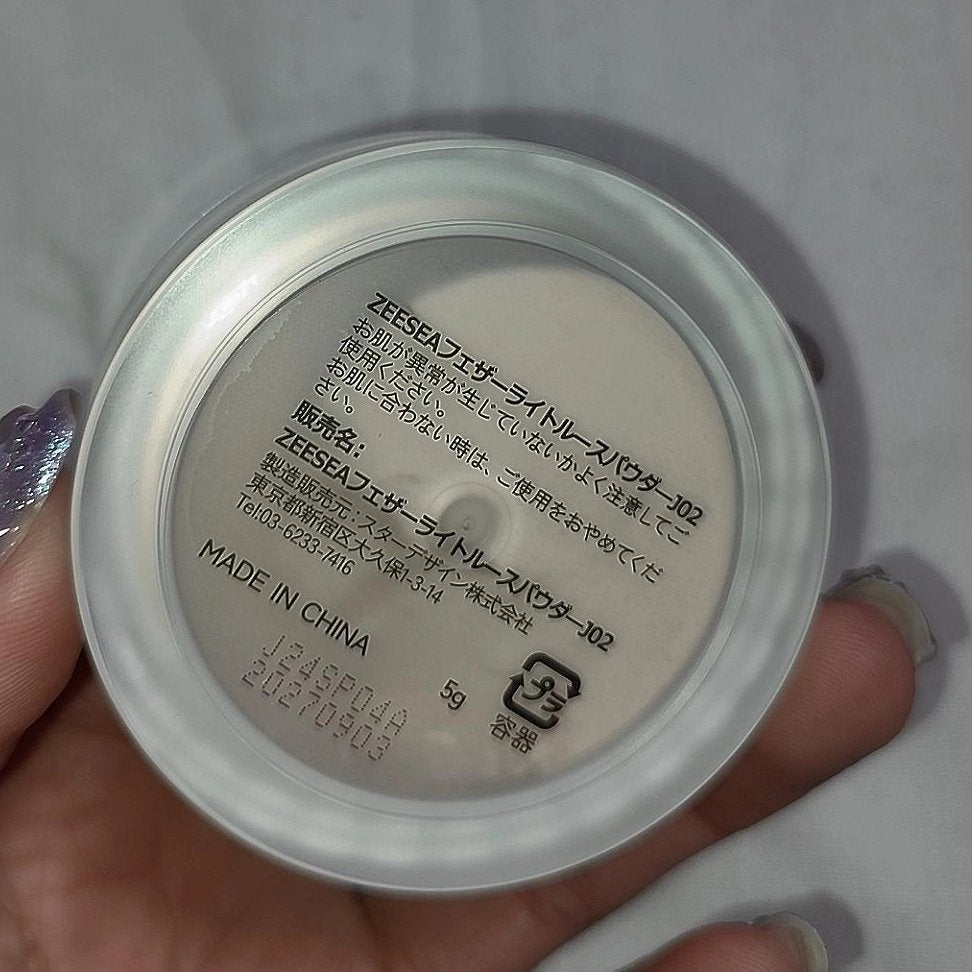 ZEESEAフェザーライトルースパウダーJ02
お肌が異常が生じていないかよく注意してご
使用ください。
お肌に合わない時は、ご使用をおやめてくだ
さい。
販売名：
ZEESEAフェザーライトルースパウダーJ02
製造販売元：スターデザイン株式会社
東京都新宿区大久保1-3-14
Tel:03-6233-7416
MADE IN CHINA
J24SP04A
20270903
5g
プラ
容器